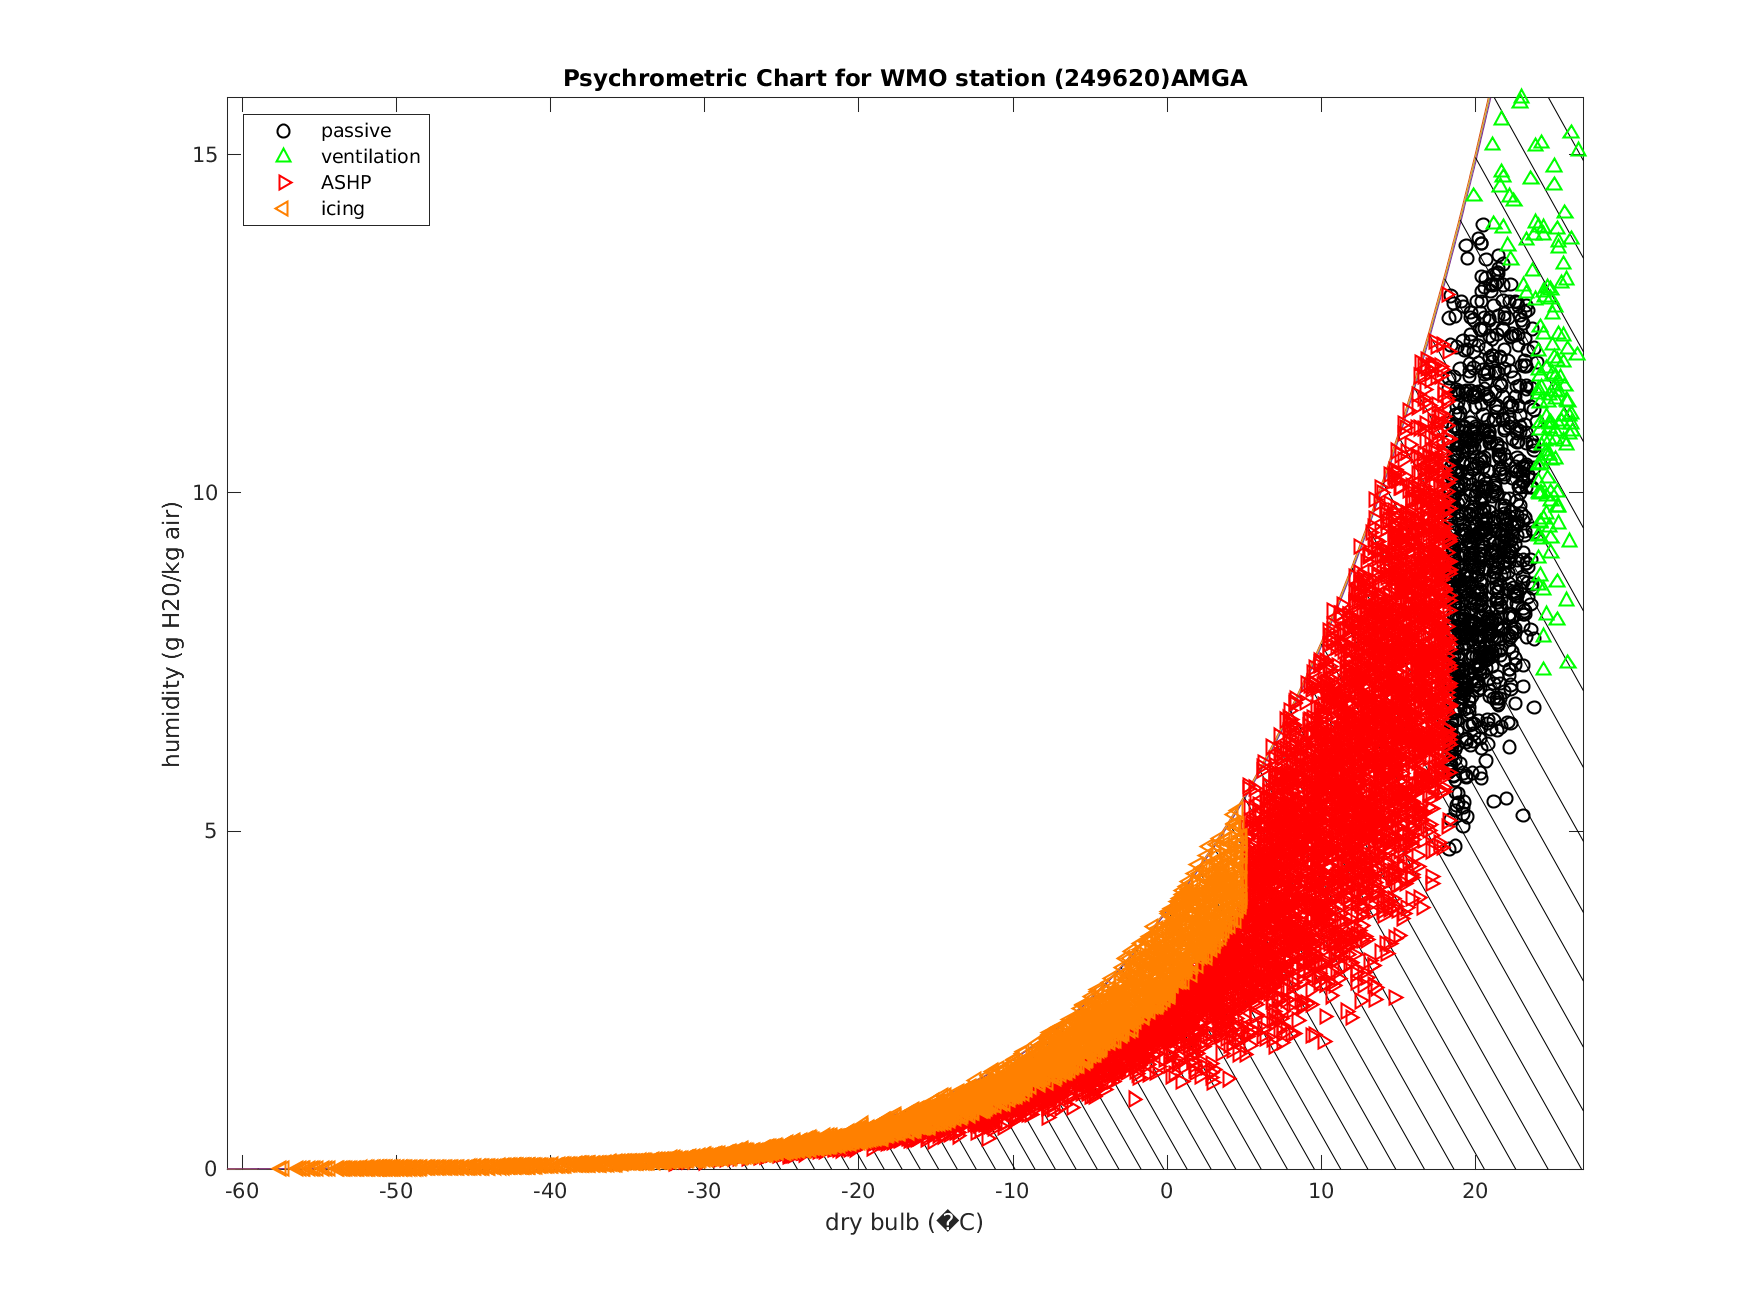 Psychrometric Chart for WMO station (249620)AMGA
passive
ventilation
ASHP
icing
15
10
5
0
humidity (g H20/kg air)
-60 -50 -40 -30 -20 -10 0 10 20
dry bulb (�C)